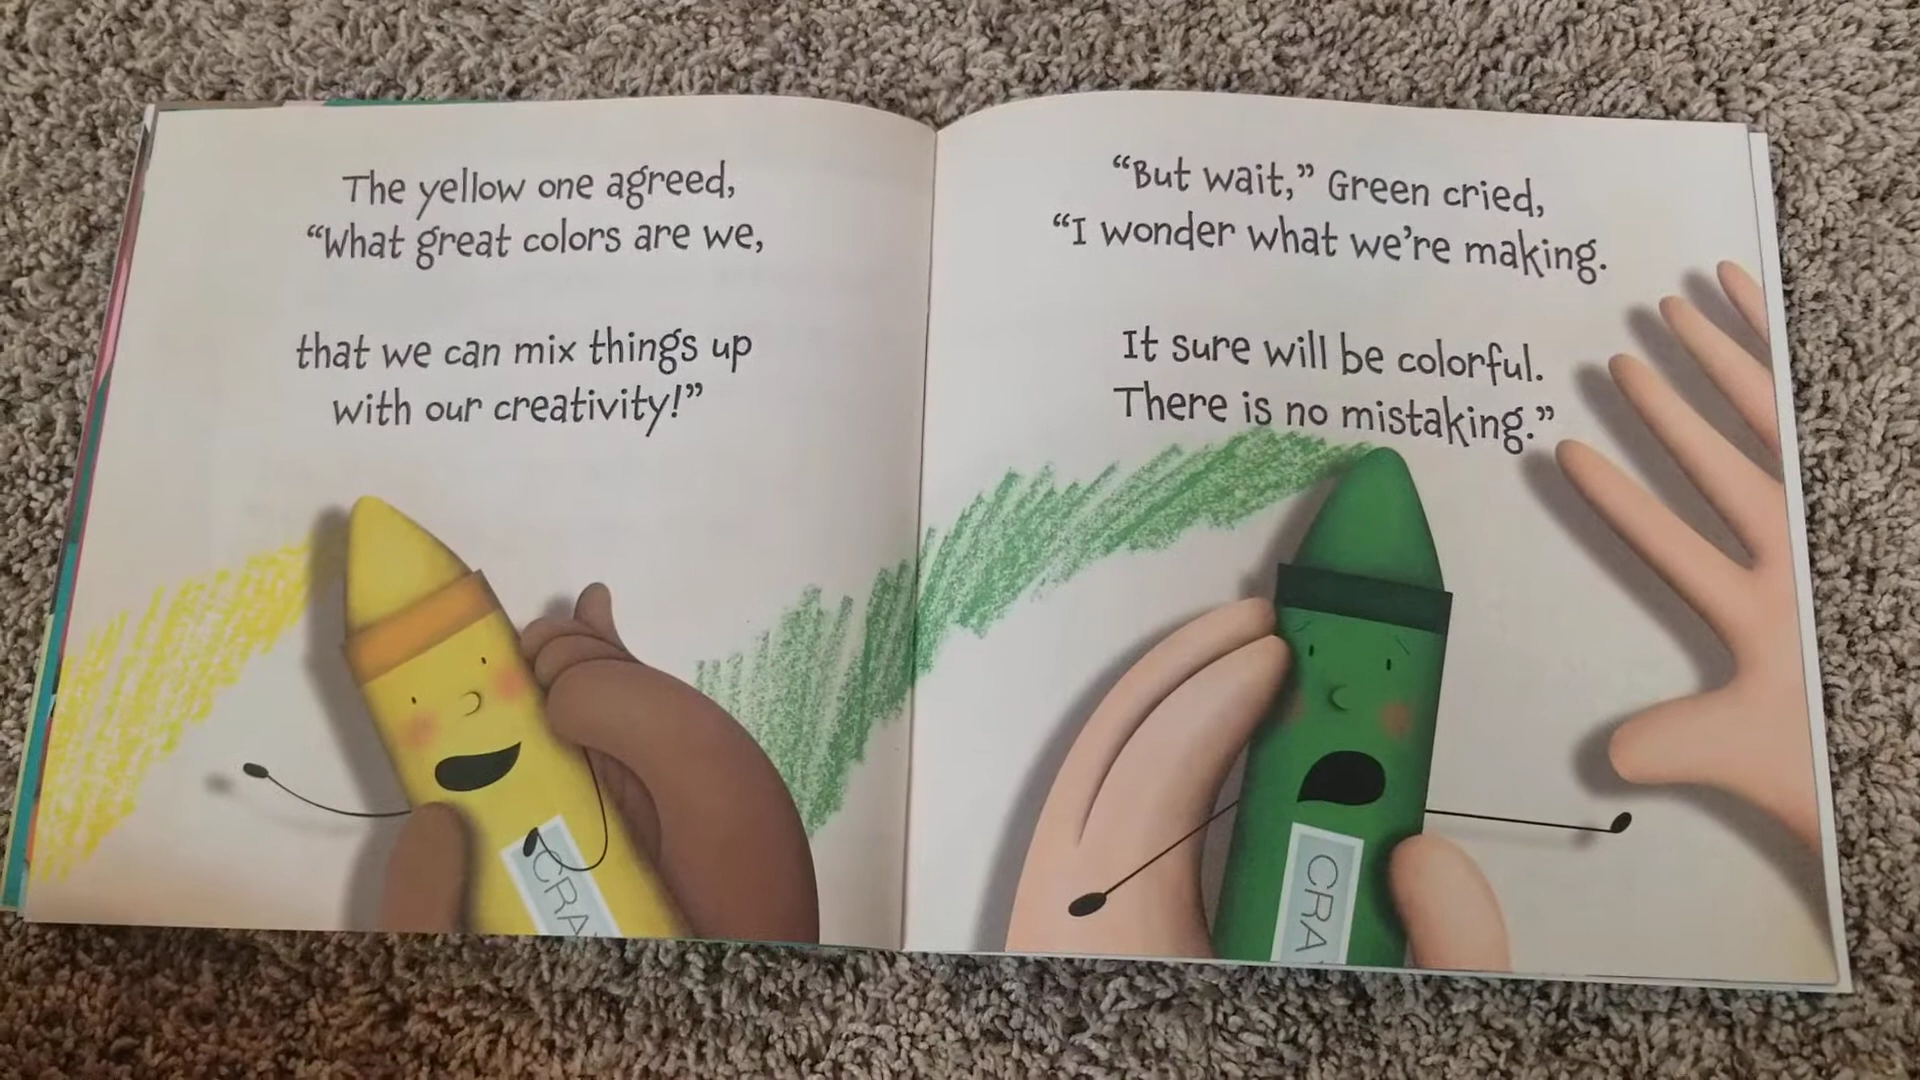 The yellow one agreed,
“What great colors are we,
that we can mix things up
with our creativity!”
CRA
“But wait,” Green cried,
“I wonder what we’re making.
It sure will be colorful.
There is no mistaking.”
CRA